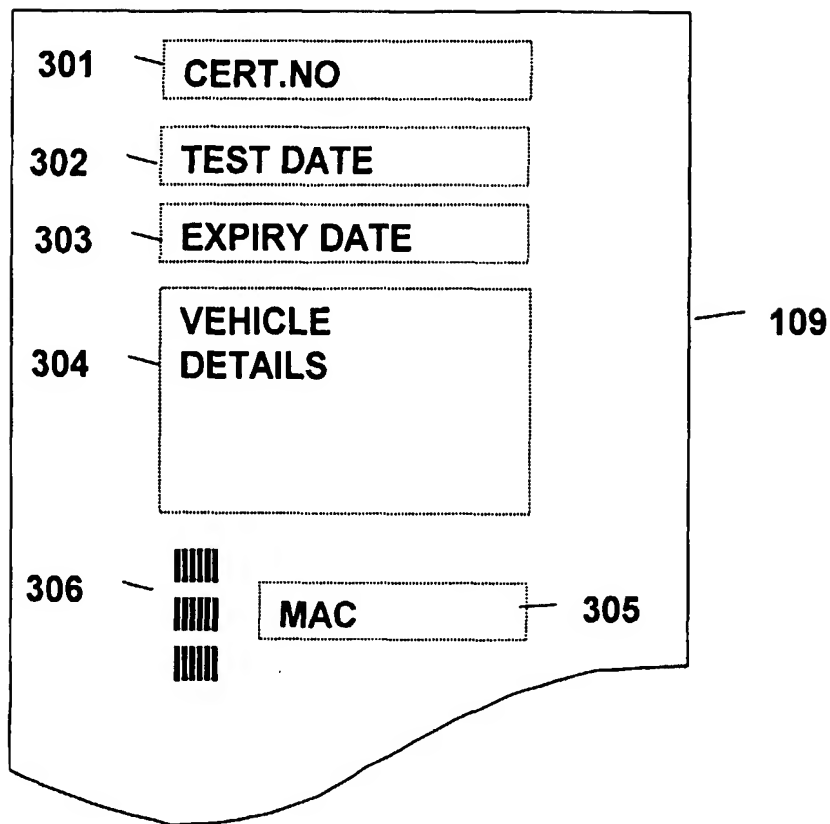 301 CERT.NO
302 TEST DATE
303 EXPIRY DATE
VEHICLE
109
304 DETAILS
306
MAC 305